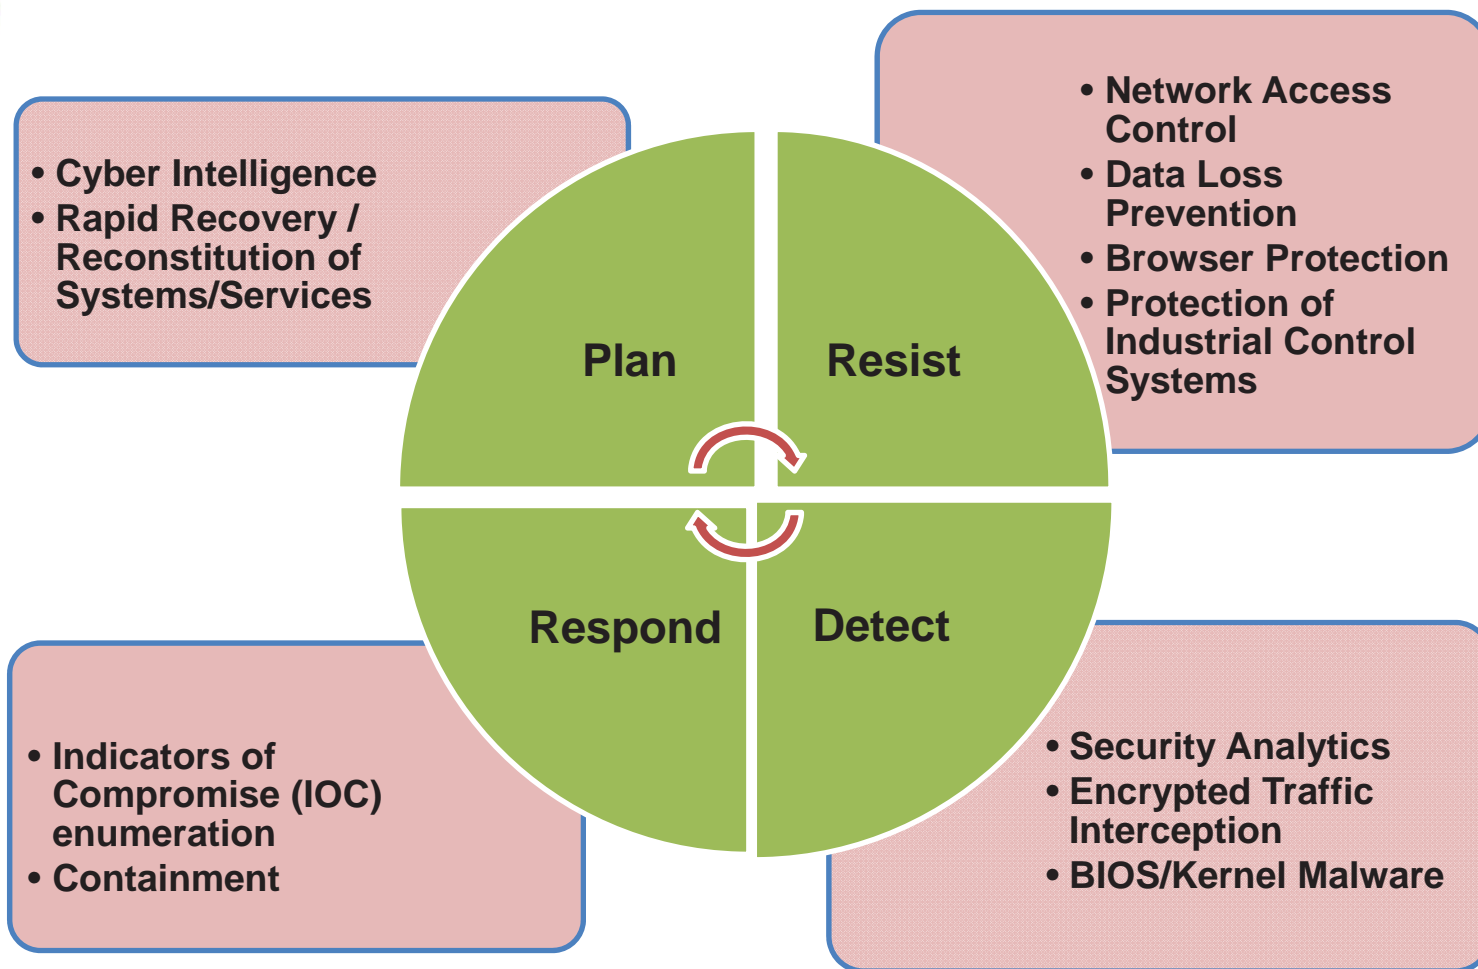 • Cyber Intelligence
• Rapid Recovery /
Reconstitution of
Systems/Services
• Network Access
Control
• Data Loss
Prevention
• Browser Protection
• Protection of
Industrial Control
Systems
Plan
Resist
Respond
Detect
• Indicators of
Compromise (IOC)
enumeration
• Containment
• Security Analytics
• Encrypted Traffic
Interception
• BIOS/Kernel Malware